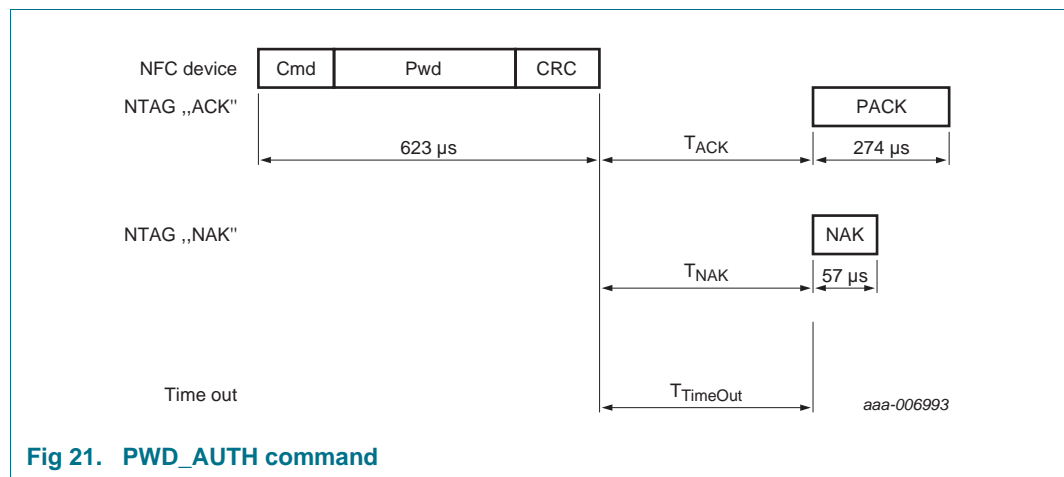 NFC device Cmd Pwd CRC
NTAG ,,ACK" PACK
623 µs TACK 274 µs
NTAG ,,NAK" NAK
TNAK 57 µs
Time out TTimeOut aaa-006993
Fig 21. PWD_AUTH command